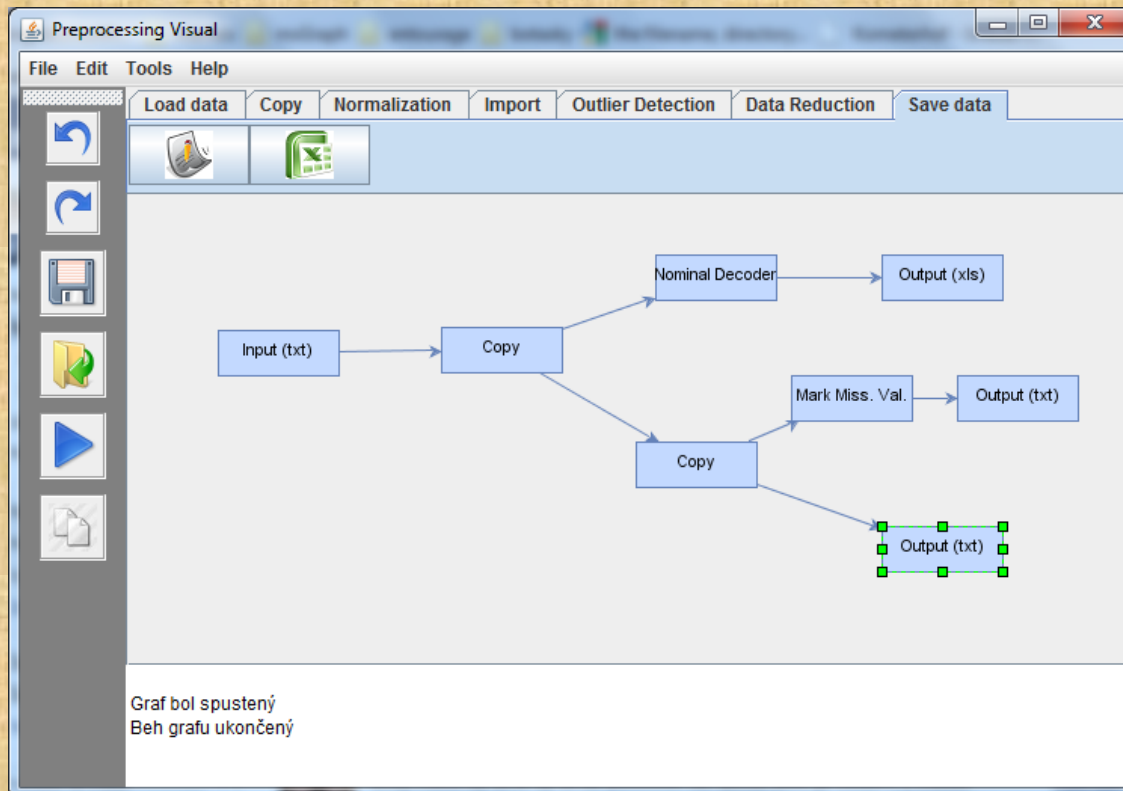 Preprocessing Visual
File Edit Tools Help
Load data Copy Normalization Import Outlier Detection Data Reduction Save data
Nominal Decoder Output (xls)
Input (txt) Copy
Mark Miss. Val. Output (txt)
Copy
Output (txt)
Graf bol spustený
Beh grafu ukončený